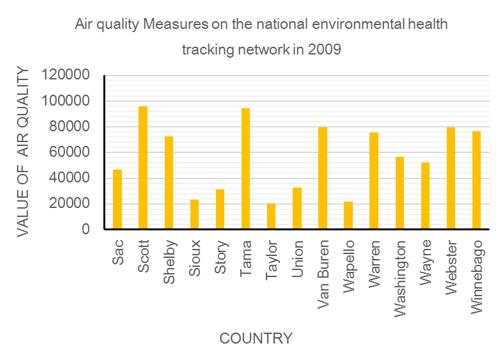 Air quality Measures on the national environmental health
tracking network in 2009
VALUE OF AIR QUALITY
120000
100000
80000
60000
40000
20000
0
Sac
Scott
Shelby
Sioux
Story
Tama
Taylor
Union
Van Buren
Wapello
Warren
Washington
Wayne
Webster
Winnebago
COUNTRY